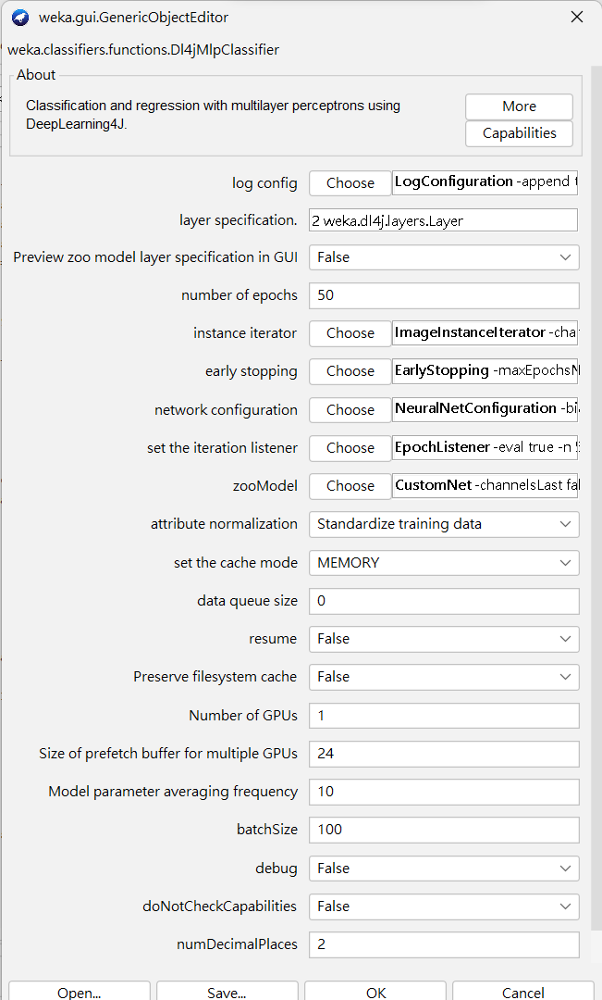 weka.gui.GenericObjectEditor
weka.classifiers.functions.Dl4jMlpClassifier
About
Classification and regression with multilayer perceptrons using
DeepLearning4J.
More
Capabilities
log config Choose LogConfiguration -append
layer specification. 2 weka.dl4j.layers.Layer
Preview zoo model layer specification in GUI False
number of epochs 50
instance iterator Choose ImageInstanceIterator -cha
early stopping Choose EarlyStopping -maxEpochsN
network configuration Choose NeuralNetConfiguration -bi
set the iteration listener Choose EpochListener -eval true -n
zooModel Choose CustomNet -channelsLast fal
attribute normalization Standardize training data
set the cache mode MEMORY
data queue size 0
resume False
Preserve filesystem cache False
Number of GPUs 1
Size of prefetch buffer for multiple GPUs 24
Model parameter averaging frequency 10
batchSize 100
debug False
doNotCheckCapabilities False
numDecimalPlaces 2
Open... Save... OK Cancel